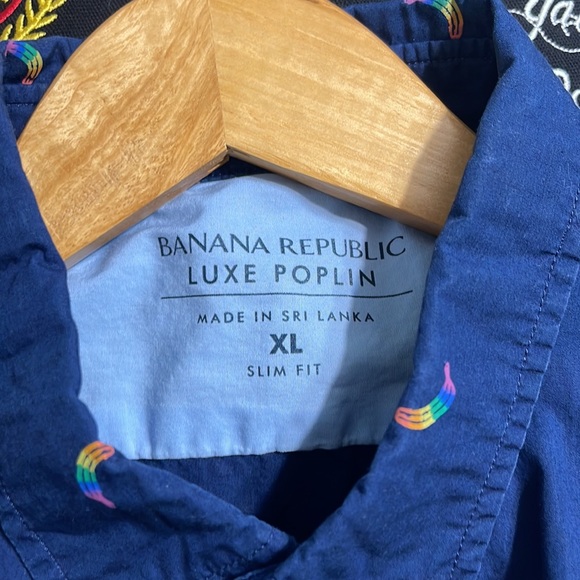 BANANA REPUBLIC
LUXE POPLIN
MADE IN SRI LANKA
XL
SLIM FIT